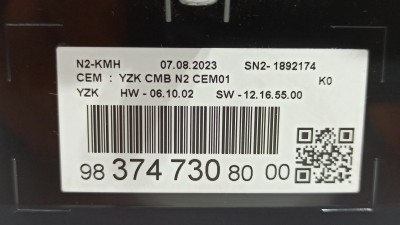 N2-KMH 07.08.2023 SN2- 1892174
CEM : YZK CMB N2 CEM01 K0
YZK HW - 06.10.02 SW - 12.16.55.00
98 374 730 80 00